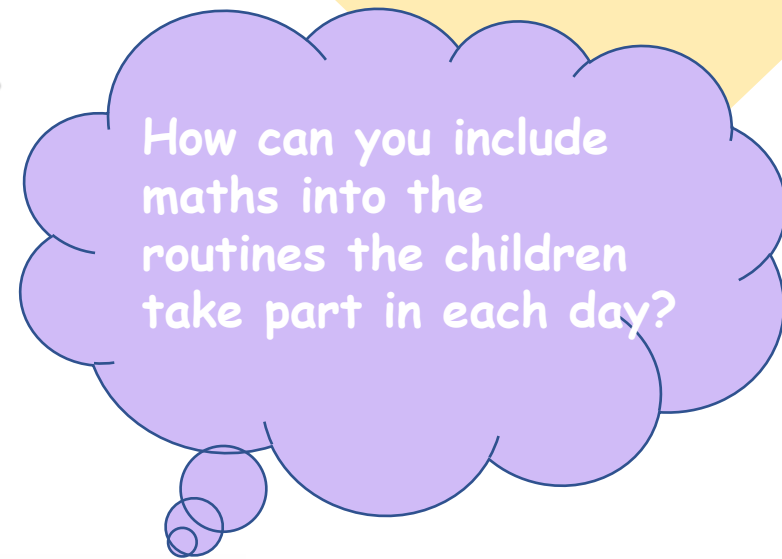 How can you include
maths into the
routines the children
take part in each day?